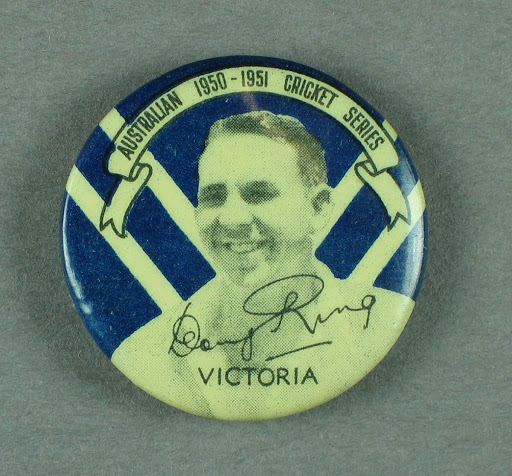 AUSTRALIAN 1950-1951 CRICKET SERIES
Doug Ring
VICTORIA